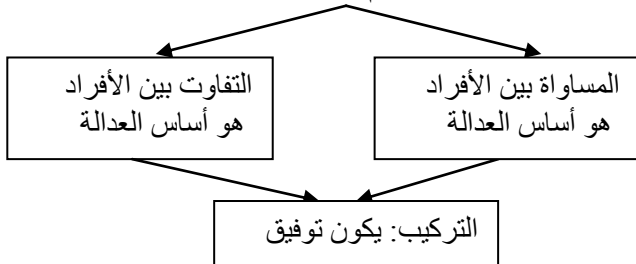 المساواة بين الأفراد
هو أساس العدالة
التفاوت بين الأفراد
هو أساس العدالة
التركيب: يكون توفيق